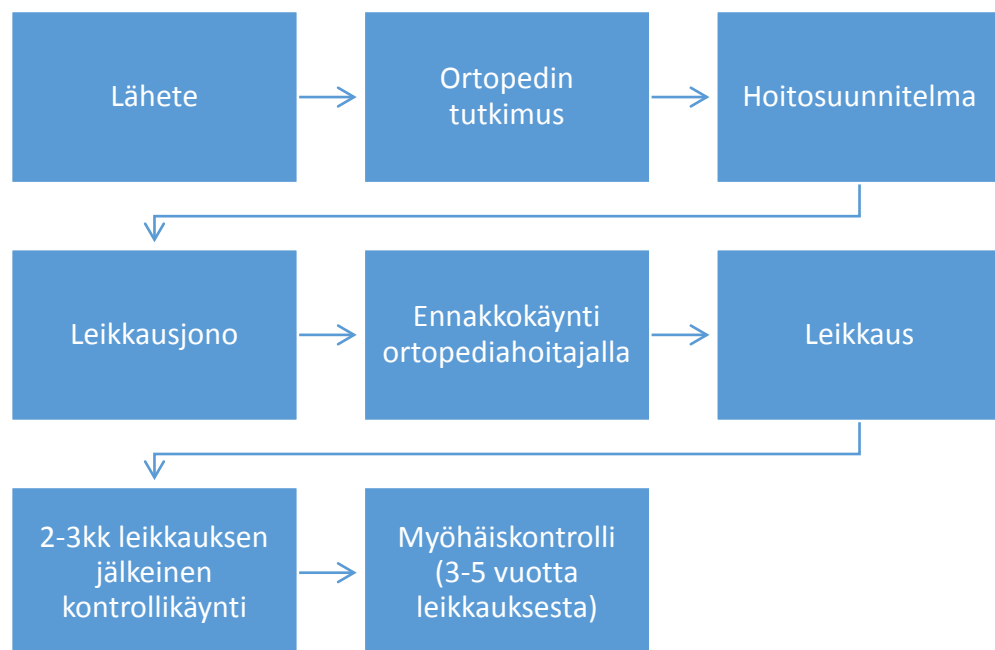 Lähete
Ortopedin
tutkimus
Hoitosuunnitelma
Leikkausjono
Ennakkokäynti
ortopediahoitajalla
Leikkaus
2-3kk leikkauksen
jälkeinen
kontrollikäynti
Myöhäiskontrolli
(3-5 vuotta
leikkauksesta)